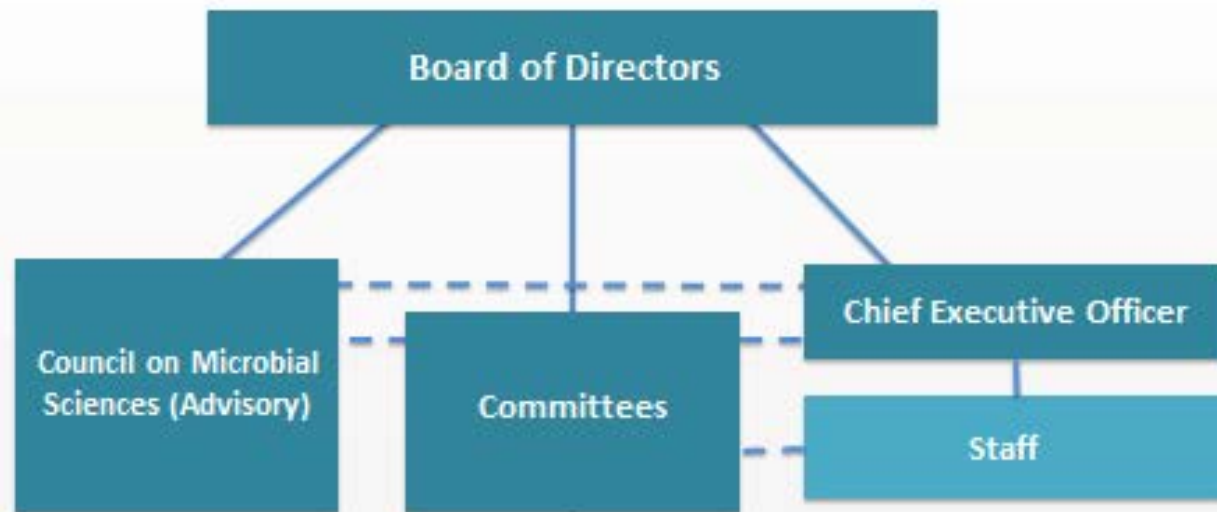 Board of Directors
Council on Microbial
Sciences (Advisory)
Committees
Chief Executive Officer
Staff